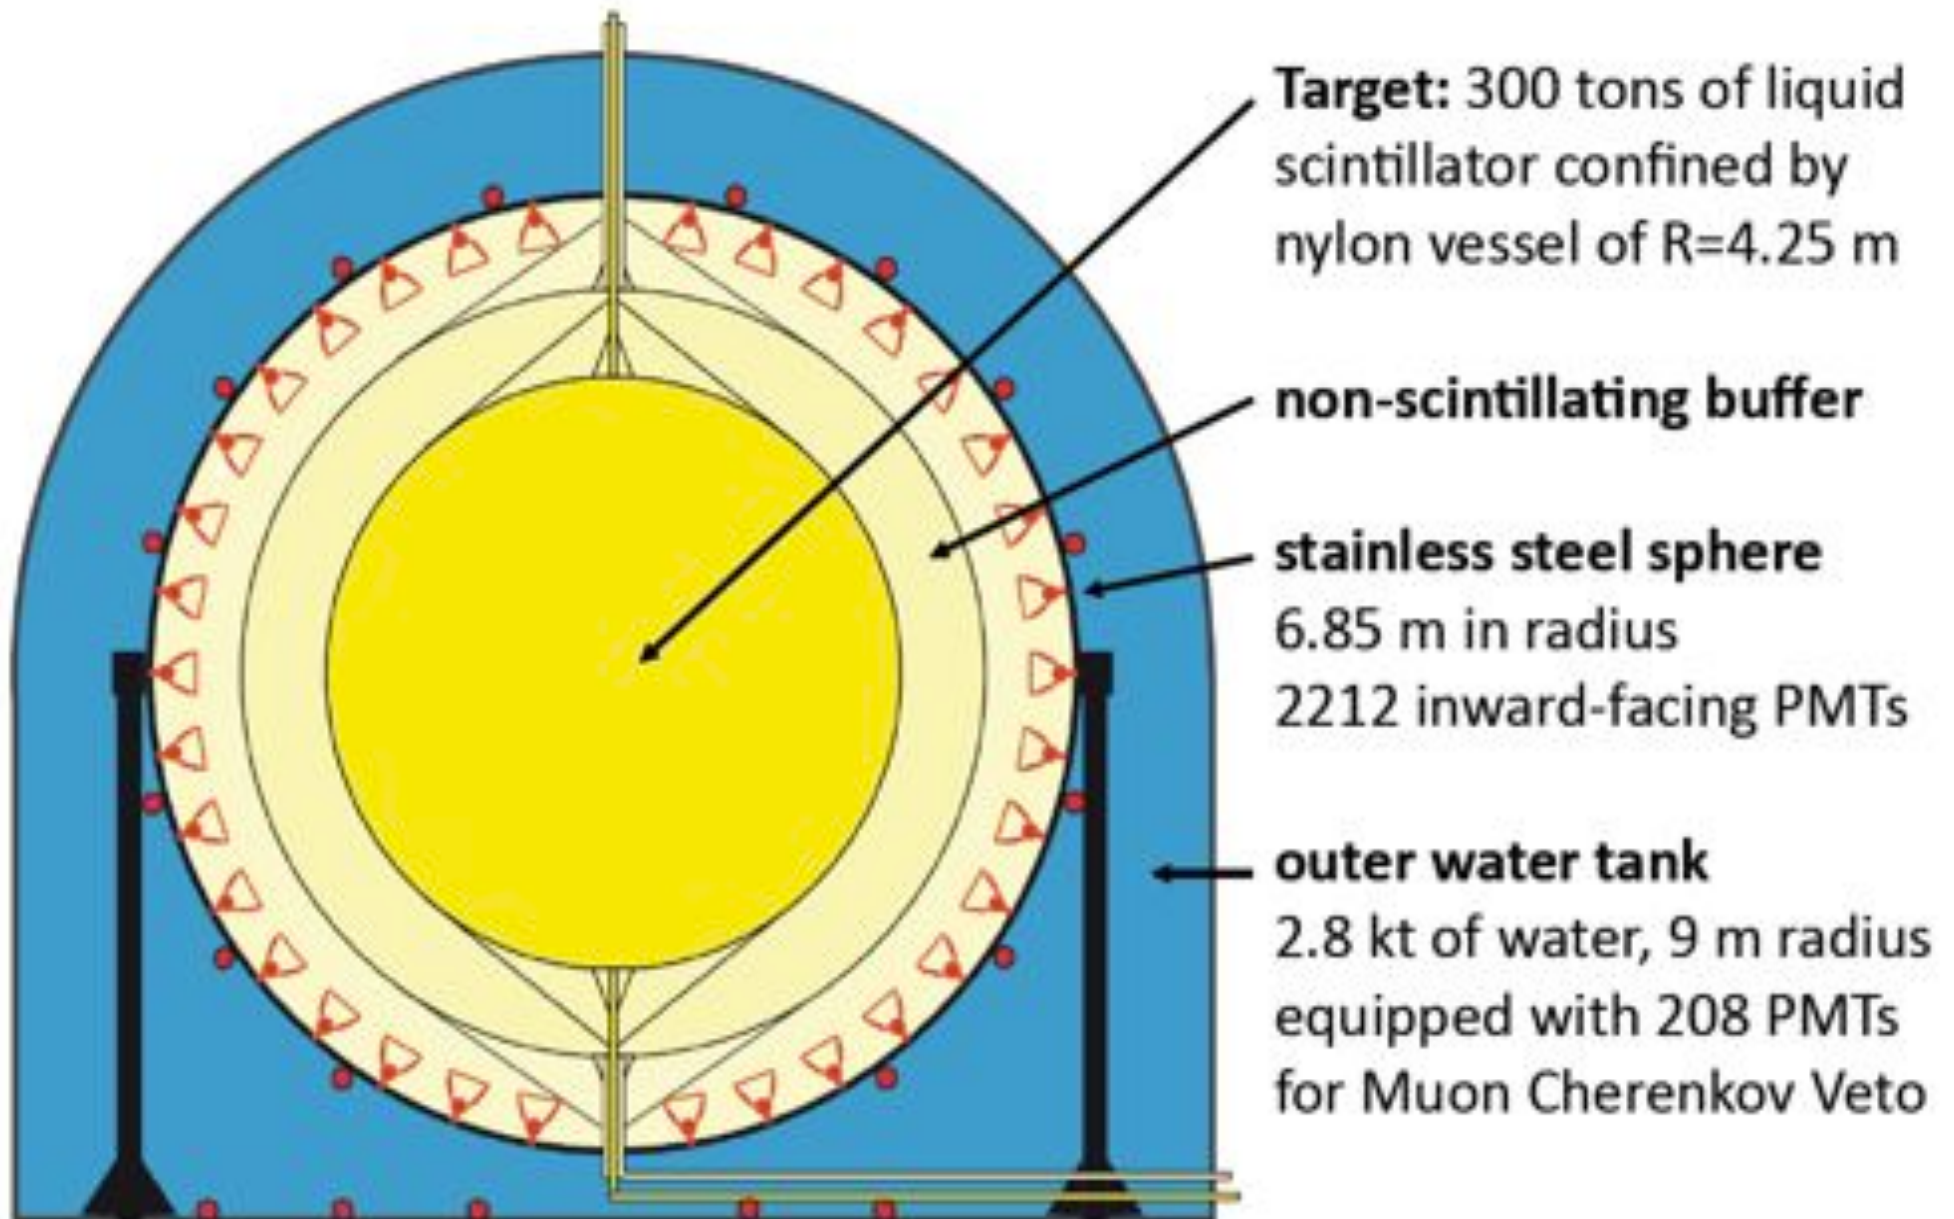 Target: 300 tons of liquid
scintillator confined by
nylon vessel of R=4.25 m
non-scintillating buffer
stainless steel sphere
6.85 m in radius
2212 inward-facing PMTs
outer water tank
2.8 kt of water, 9 m radius
equipped with 208 PMTs
for Muon Cherenkov Veto